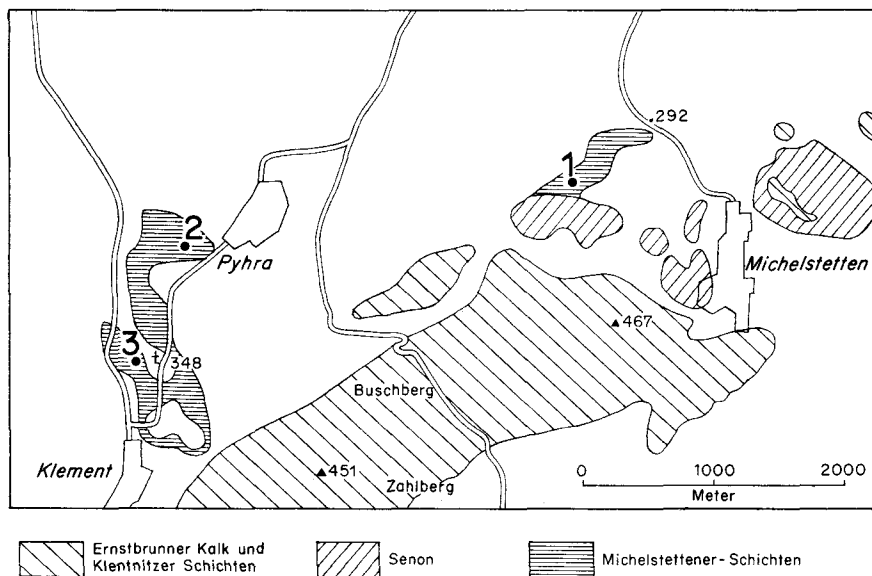 .292
1
2
Pyhra
Michelstetten
3
t 348
467
Buschberg
451
Zahlberg
Klement
0 1000 2000
Meter
Ernstbrunner Kalk und
Klentnitzer Schichten
Senon
Michelstettener-Schichten